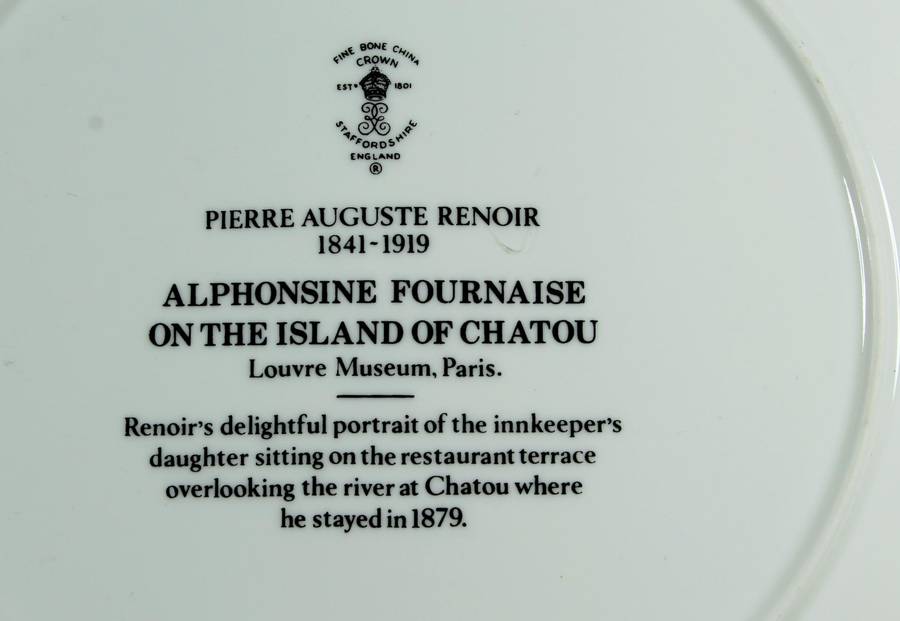 FINE BONE CHINA
CROWN
EST• 1801
STAFFORDSHIRE
ENGLAND
®
PIERRE AUGUSTE RENOIR
1841-1919
ALPHONSINE FOURNAISE
ON THE ISLAND OF CHATOU
Louvre Museum, Paris.
Renoir's delightful portrait of the innkeeper's
daughter sitting on the restaurant terrace
overlooking the river at Chatou where
he stayed in 1879.